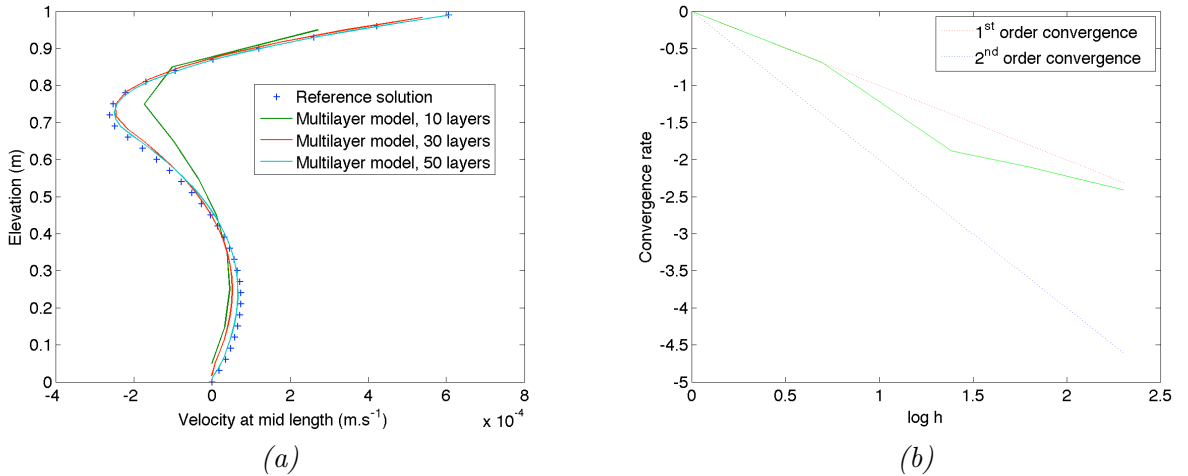 1
0.9
0.8
0.7
0.6
0.5
0.4
0.3
0.2
0.1
0
Elevation (m)
Reference solution
Multilayer model, 10 layers
Multilayer model, 30 layers
Multilayer model, 50 layers
-4
-2
0
2
4
6
8
Velocity at mid length (m.s⁻¹)
x 10⁻⁴
(a)
0
-0.5
-1
-1.5
-2
-2.5
-3
-3.5
-4
-4.5
-5
Convergence rate
1ˢᵗ order convergence
2ⁿᵈ order convergence
0
0.5
1
1.5
2
2.5
log h
(b)